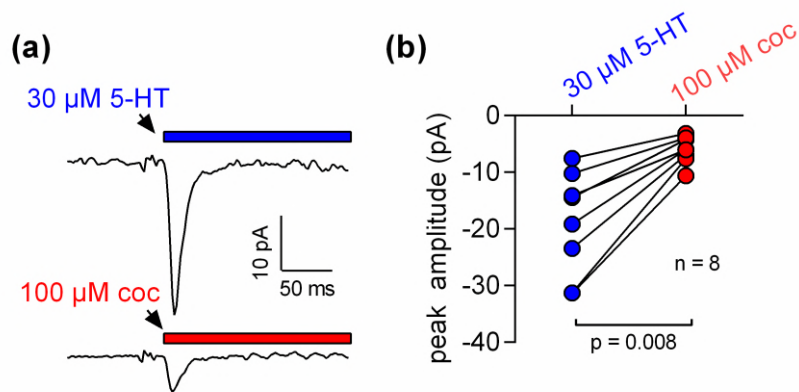 (a)
30 µM 5-HT
10 pA
50 ms
100 µM coc
(b)
30 µM 5-HT
100 µM coc
peak amplitude (pA)
0
-10
-20
-30
-40
n = 8
p = 0.008